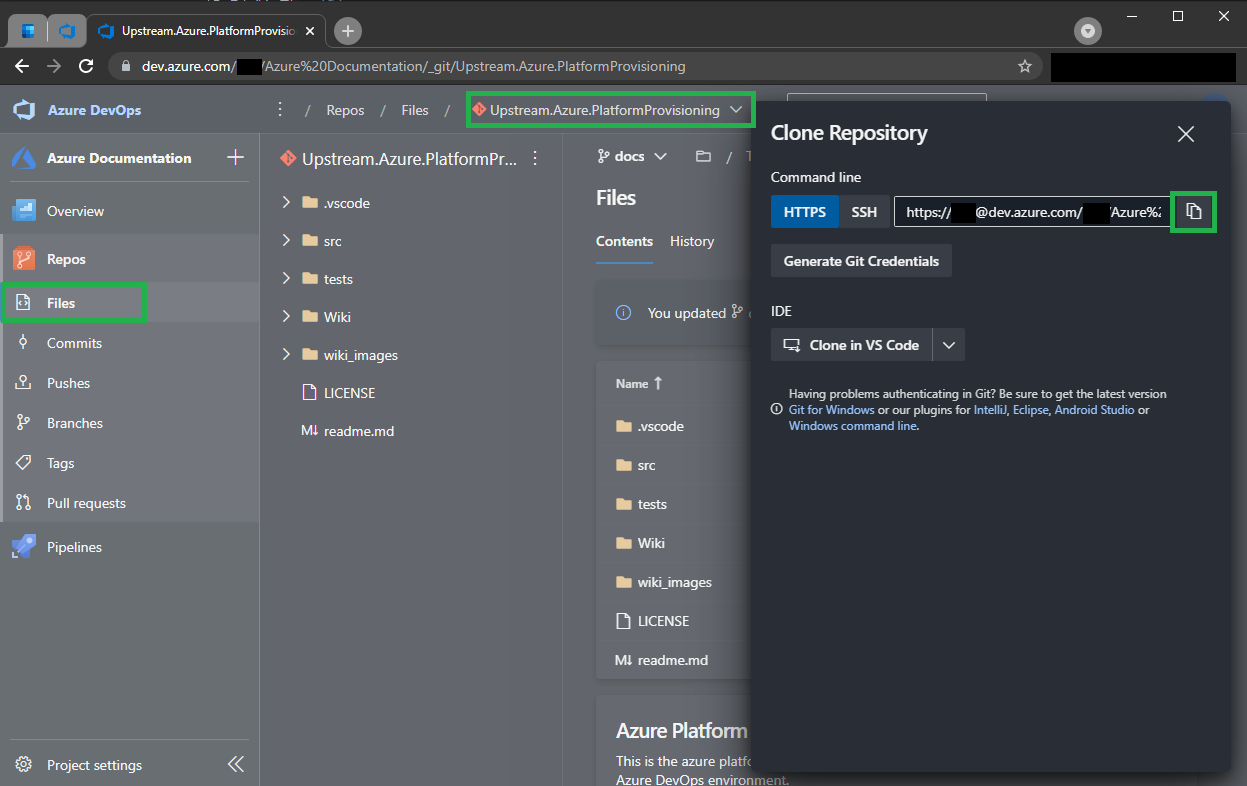 Upstream.Azure.PlatformProvisio
dev.azure.com/ /Azure%20Documentation/_git/Upstream.Azure.PlatformProvisioning
Azure DevOps
/ Repos / Files / Upstream.Azure.PlatformProvisioning
Azure Documentation
Overview
Repos
Files
Commits
Pushes
Branches
Tags
Pull requests
Pipelines
Project settings
Upstream.Azure.PlatformPr...
.vscode
src
tests
Wiki
wiki_images
LICENSE
M↓ readme.md
docs
/
Files
Contents History
You updated
Name ↑
.vscode
src
tests
Wiki
wiki_images
LICENSE
M↓ readme.md
Azure Platform
This is the azure platfo
Azure DevOps environment.
Clone Repository
Command line
HTTPS SSH https:// @dev.azure.com/ /Azure%2
Generate Git Credentials
IDE
Clone in VS Code
Having problems authenticating in Git? Be sure to get the latest version
Git for Windows or our plugins for IntelliJ, Eclipse, Android Studio or
Windows command line.